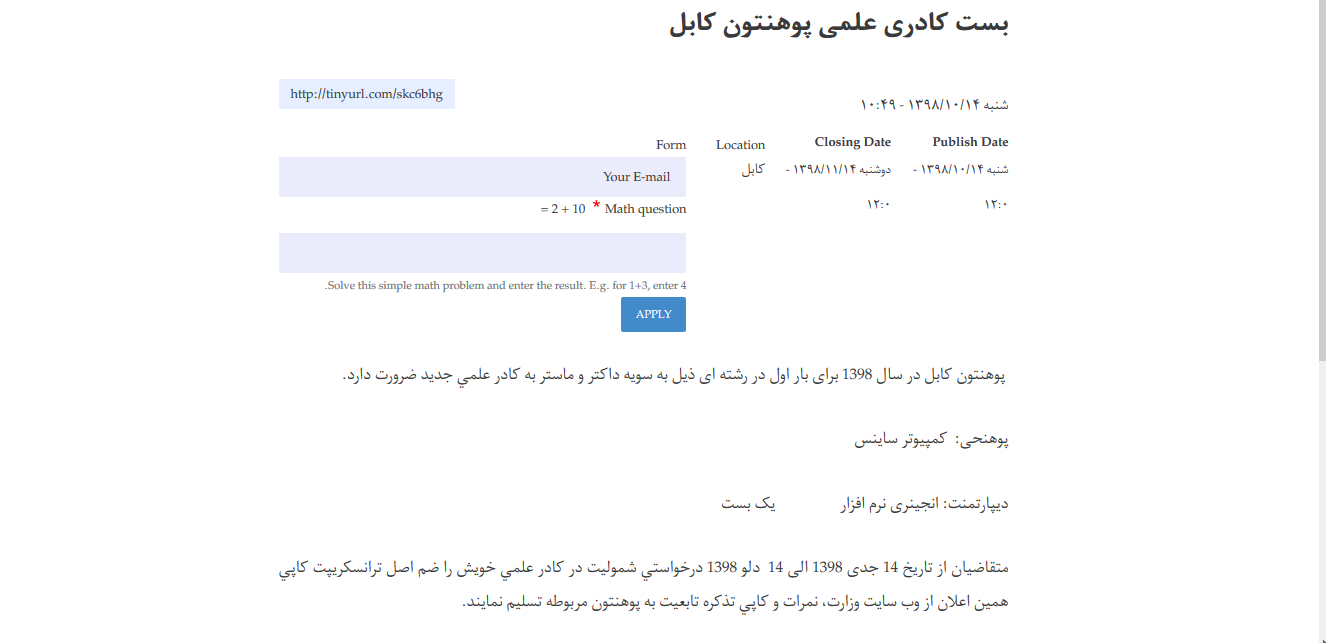 بست کادری علمی پوهنتون کابل
http://tinyurl.com/skc6bhg
شنبه ۱۳۹۸/۱۰/۱۴ - ۱۰:۴۹
Publish Date
شنبه ۱۳۹۸/۱۰/۱۴ -
۱۲:۰
Closing Date
دوشنبه ۱۳۹۸/۱۱/۱۴ -
۱۲:۰
Location
کابل
Form
Your E-mail
Math question * 10 + 2 =
Solve this simple math problem and enter the result. E.g. for 1+3, enter 4.
APPLY
پوهنتون کابل در سال 1398 برای بار اول در رشته ای ذیل به سویه داکتر و ماستر به کادر علمي جدید ضرورت دارد.
پوهنحی: کمپیوتر ساینس
دیپارتمنت: انجینری نرم افزار یک بست
متقاضیان از تاریخ 14 جدی 1398 الی 14 دلو 1398 درخواستي شمولیت در کادر علمي خویش را ضم اصل ترانسکریپت کاپي
همین اعلان از وب سایت وزارت، نمرات و کاپي تذکره تابعیت به پوهنتون مربوطه تسلیم نمایند.